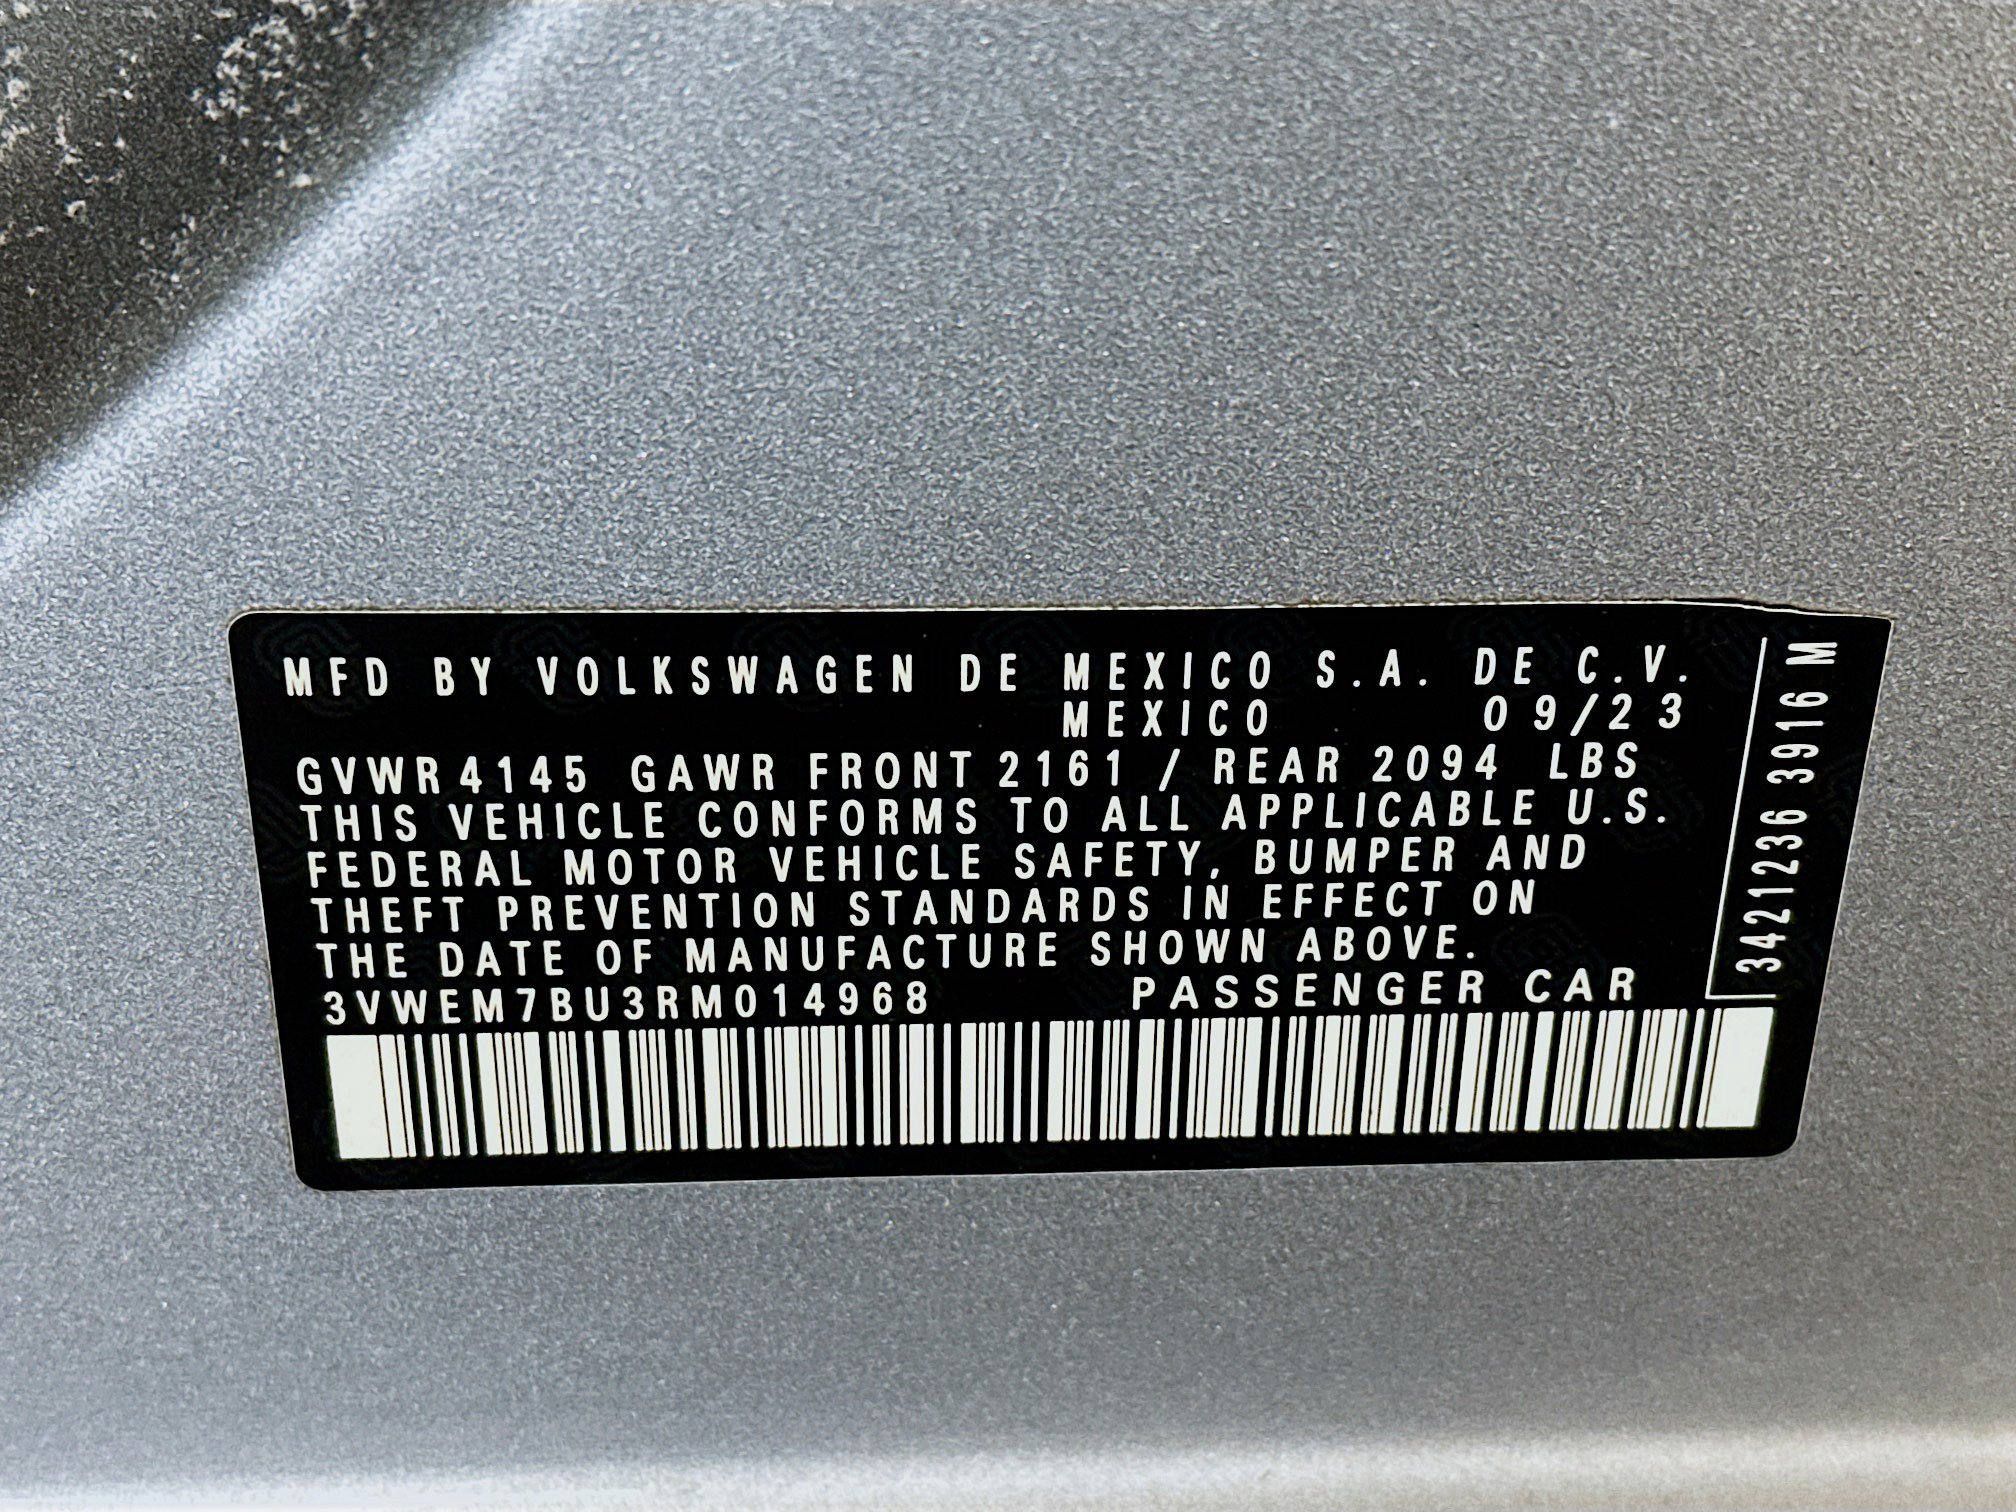 MFD BY VOLKSWAGEN DE MEXICO S.A. DE C.V.
MEXICO 09/23
GVWR 4145 GAWR FRONT 2161 / REAR 2094 LBS
THIS VEHICLE CONFORMS TO ALL APPLICABLE U.S.
FEDERAL MOTOR VEHICLE SAFETY, BUMPER AND
THEFT PREVENTION STANDARDS IN EFFECT ON
THE DATE OF MANUFACTURE SHOWN ABOVE.
3VWEM7BU3RM014968 PASSENGER CAR
3421236 3916 M